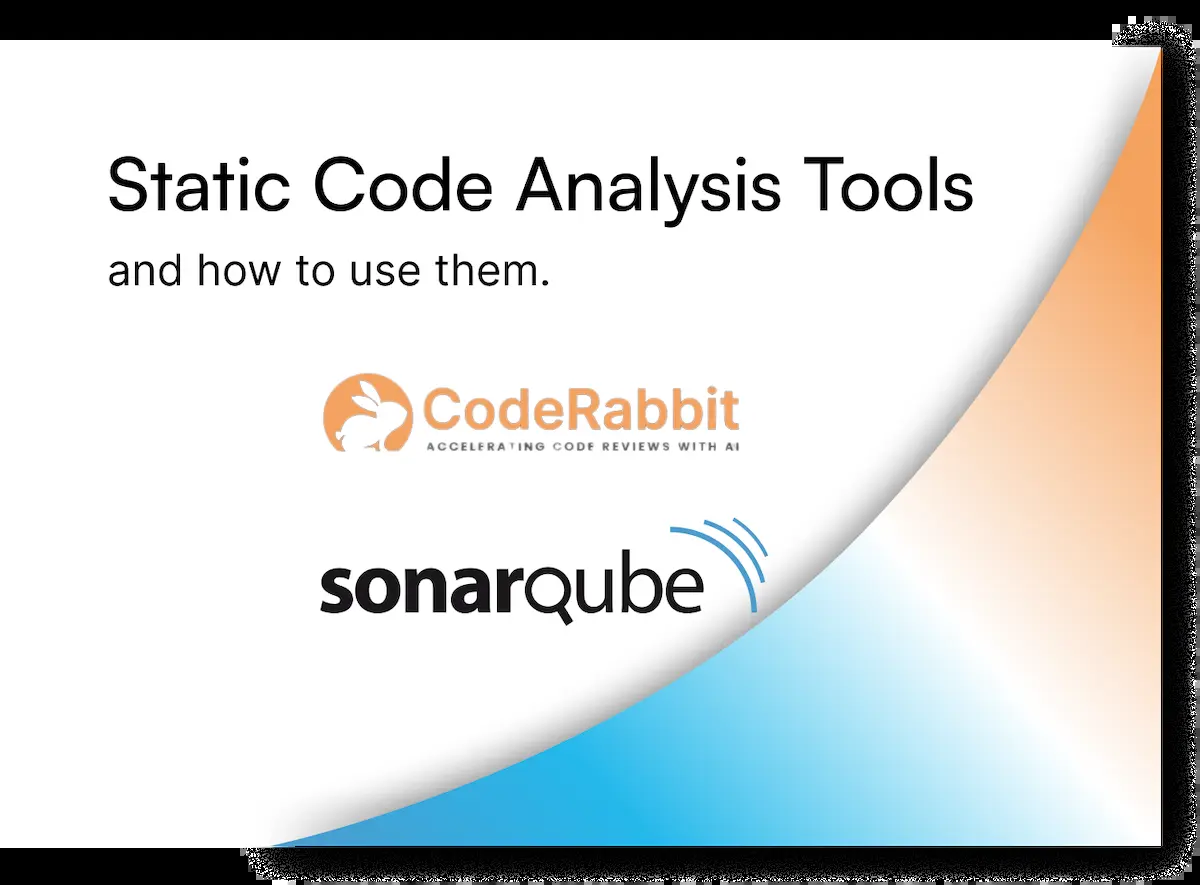 Static Code Analysis Tools
and how to use them.
CodeRabbit
ACCELERATING CODE REVIEWS WITH AI
sonarqube